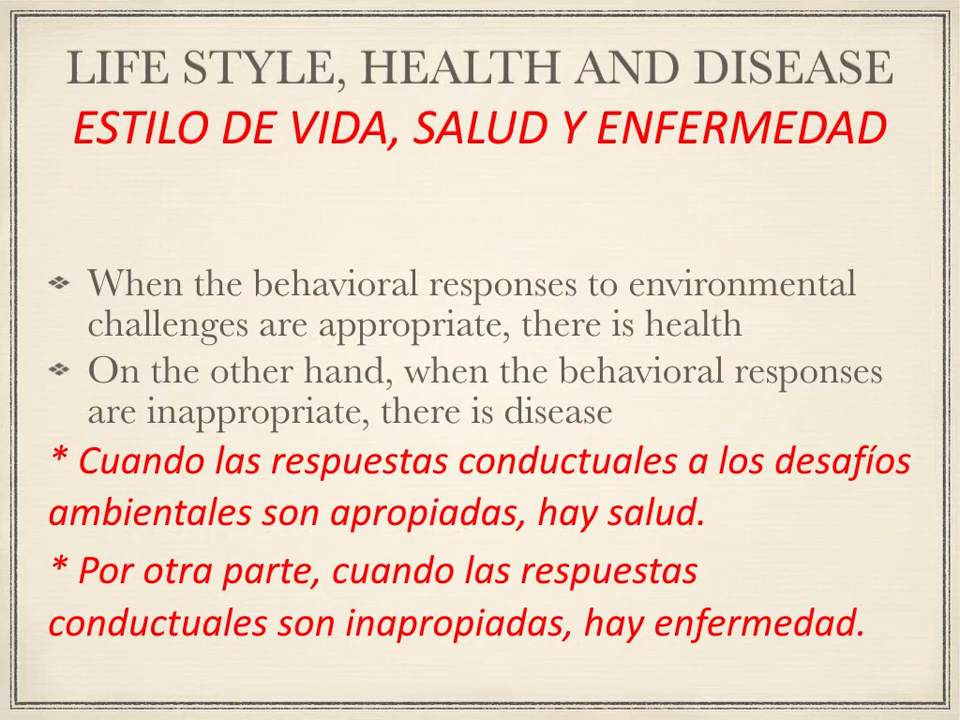 LIFE STYLE, HEALTH AND DISEASE
ESTILO DE VIDA, SALUD Y ENFERMEDAD
When the behavioral responses to environmental
challenges are appropriate, there is health
On the other hand, when the behavioral responses
are inappropriate, there is disease
* Cuando las respuestas conductuales a los desafíos
ambientales son apropiadas, hay salud.
* Por otra parte, cuando las respuestas
conductuales son inapropiadas, hay enfermedad.